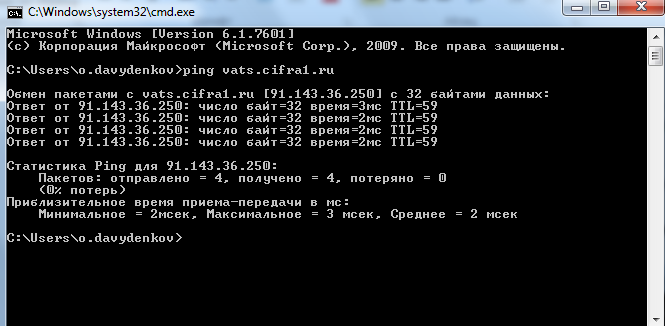 C:\Windows\system32\cmd.exe
Microsoft Windows [Version 6.1.7601]
(c) Корпорация Майкрософт (Microsoft Corp.), 2009. Все права защищены.
C:\Users\o.davydenkov>ping vats.cifra1.ru
Обмен пакетами с vats.cifra1.ru [91.143.36.250] с 32 байтами данных:
Ответ от 91.143.36.250: число байт=32 время=3мс TTL=59
Ответ от 91.143.36.250: число байт=32 время=2мс TTL=59
Ответ от 91.143.36.250: число байт=32 время=2мс TTL=59
Ответ от 91.143.36.250: число байт=32 время=2мс TTL=59
Статистика Ping для 91.143.36.250:
Пакетов: отправлено = 4, получено = 4, потеряно = 0
(0% потерь)
Приблизительное время приема-передачи в мс:
Минимальное = 2мсек, Максимальное = 3 мсек, Среднее = 2 мсек
C:\Users\o.davydenkov>